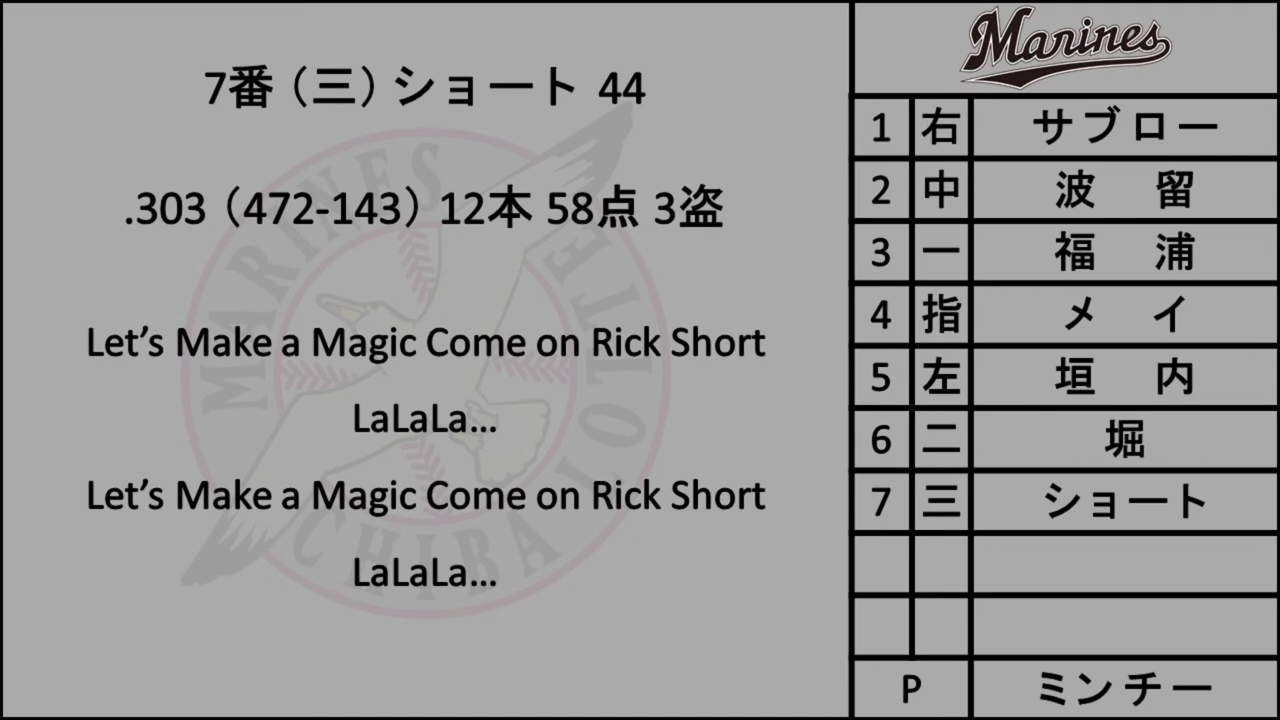 7番（三）ショート 44
.303（472-143）12本 58点 3盗
Let’s Make a Magic Come on Rick Short
LaLaLa…
Let’s Make a Magic Come on Rick Short
LaLaLa…
MARINES
CHIBA LOTTE
Marines
1 右 サブロー
2 中 波留
3 一 福浦
4 指 メイ
5 左 垣内
6 二 堀
7 三 ショート
P ミンチー